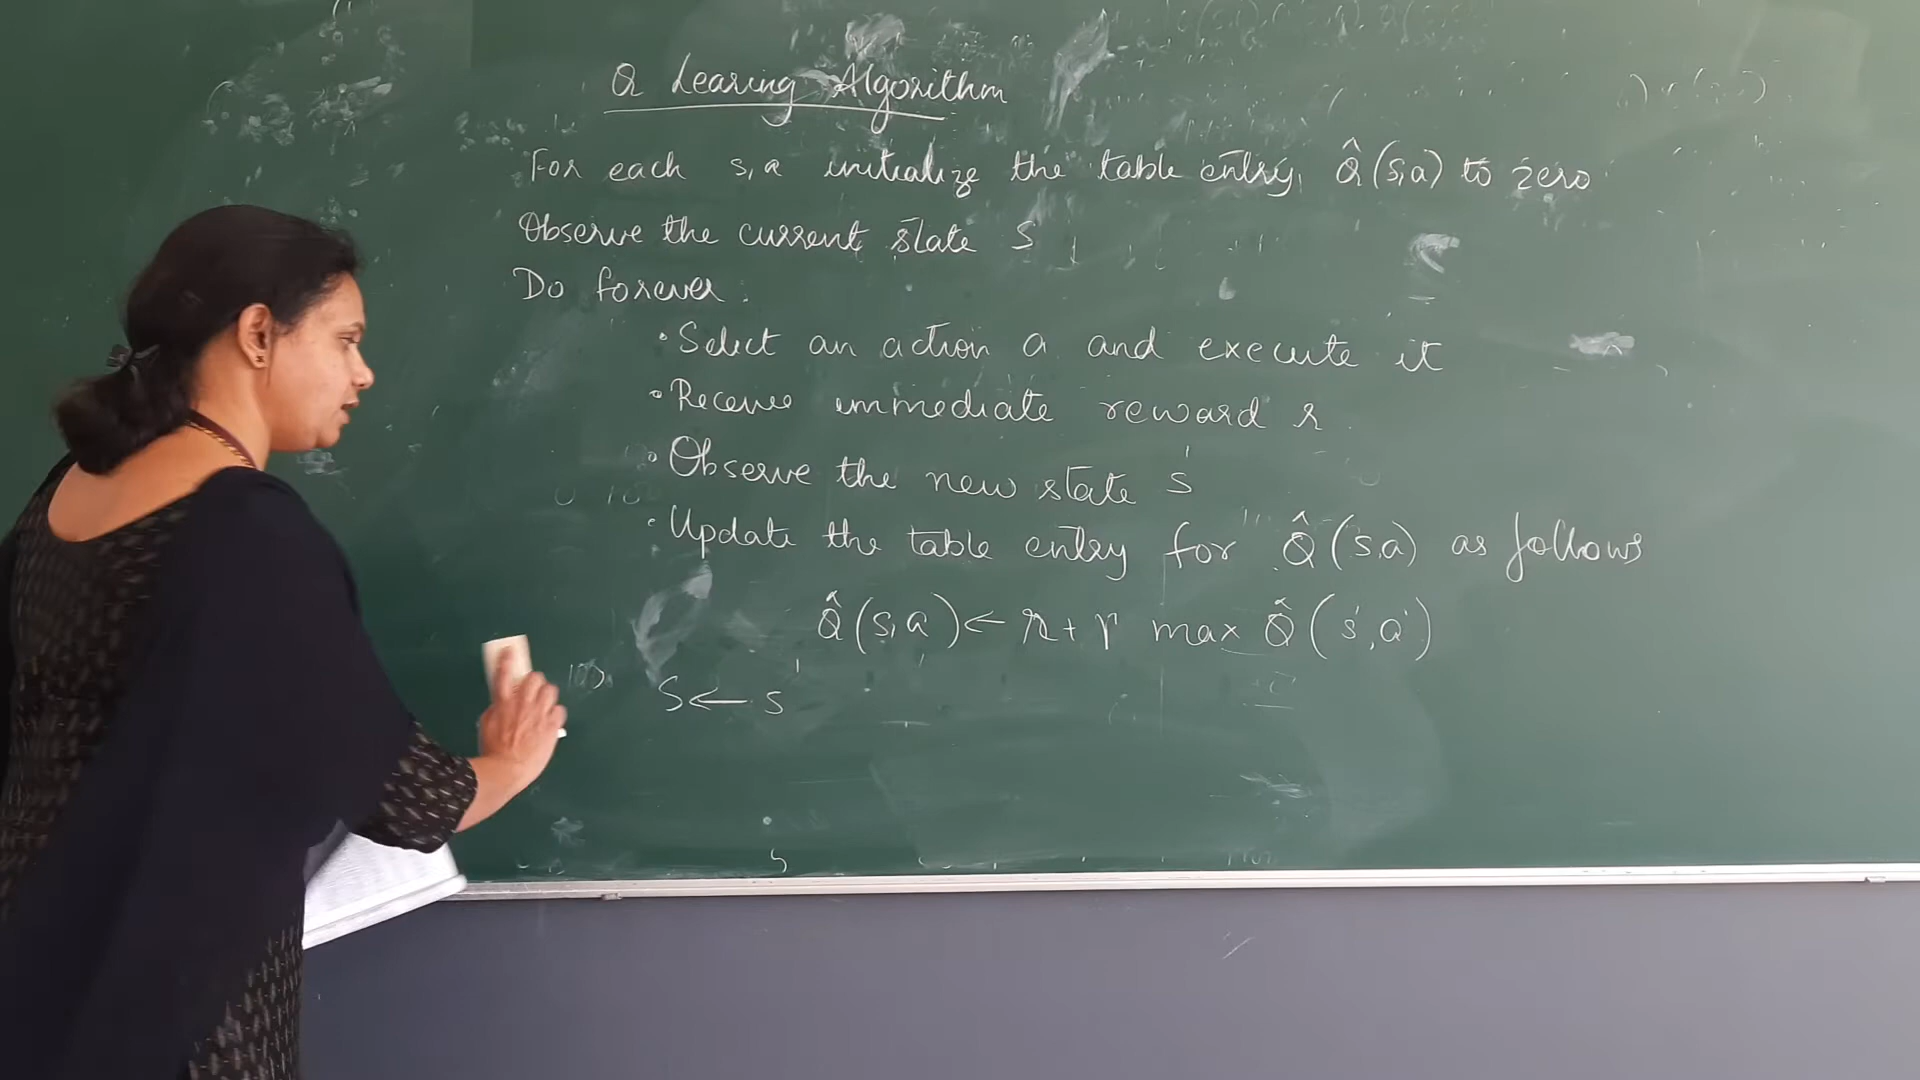 Q Learing Algorithm
For each s,a initialize the table entry Q̂(s,a) to zero
Observe the current state S
Do forever.
• Select an action a and execute it
• Receive immediate reward r.
• Observe the new state s'
• Update the table entry for Q̂(s,a) as follows
Q̂(s,a) ← r + γ max Q̂(s',a')
S ← s'